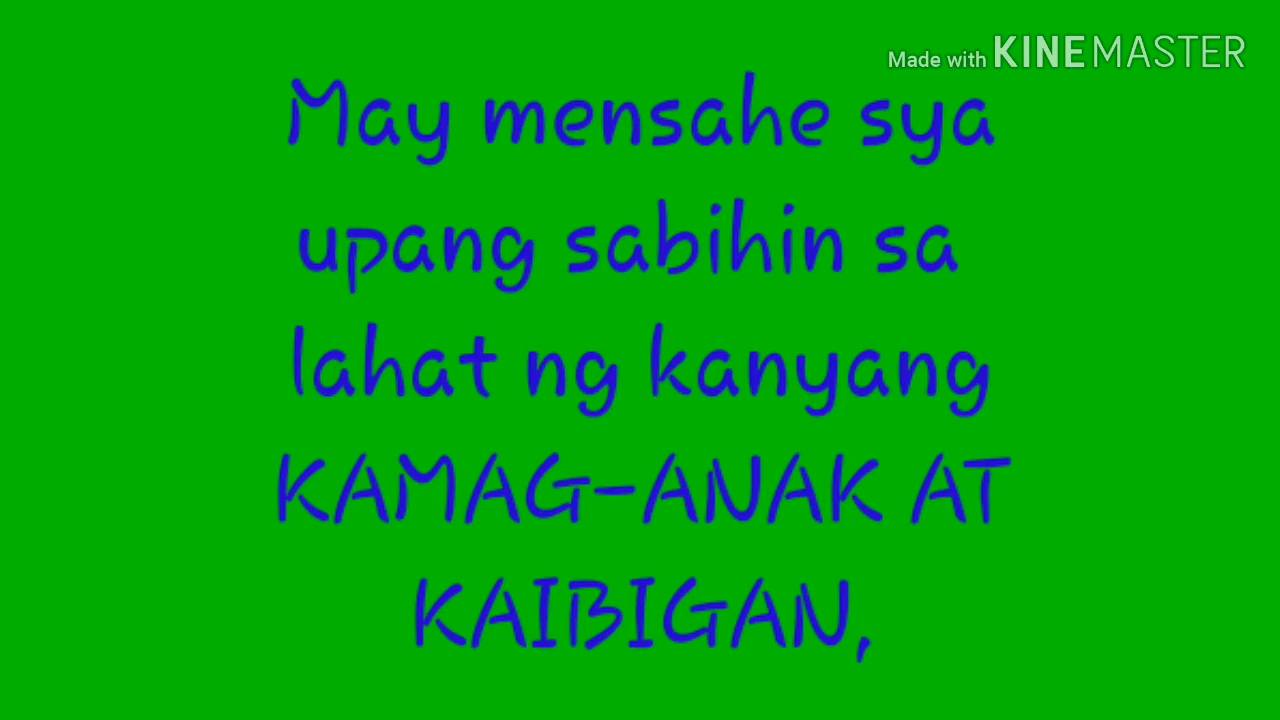 Made with KINEMASTER
May mensahe sya
upang sabihin sa
lahat ng kanyang
KAMAG-ANAK AT
KAIBIGAN,